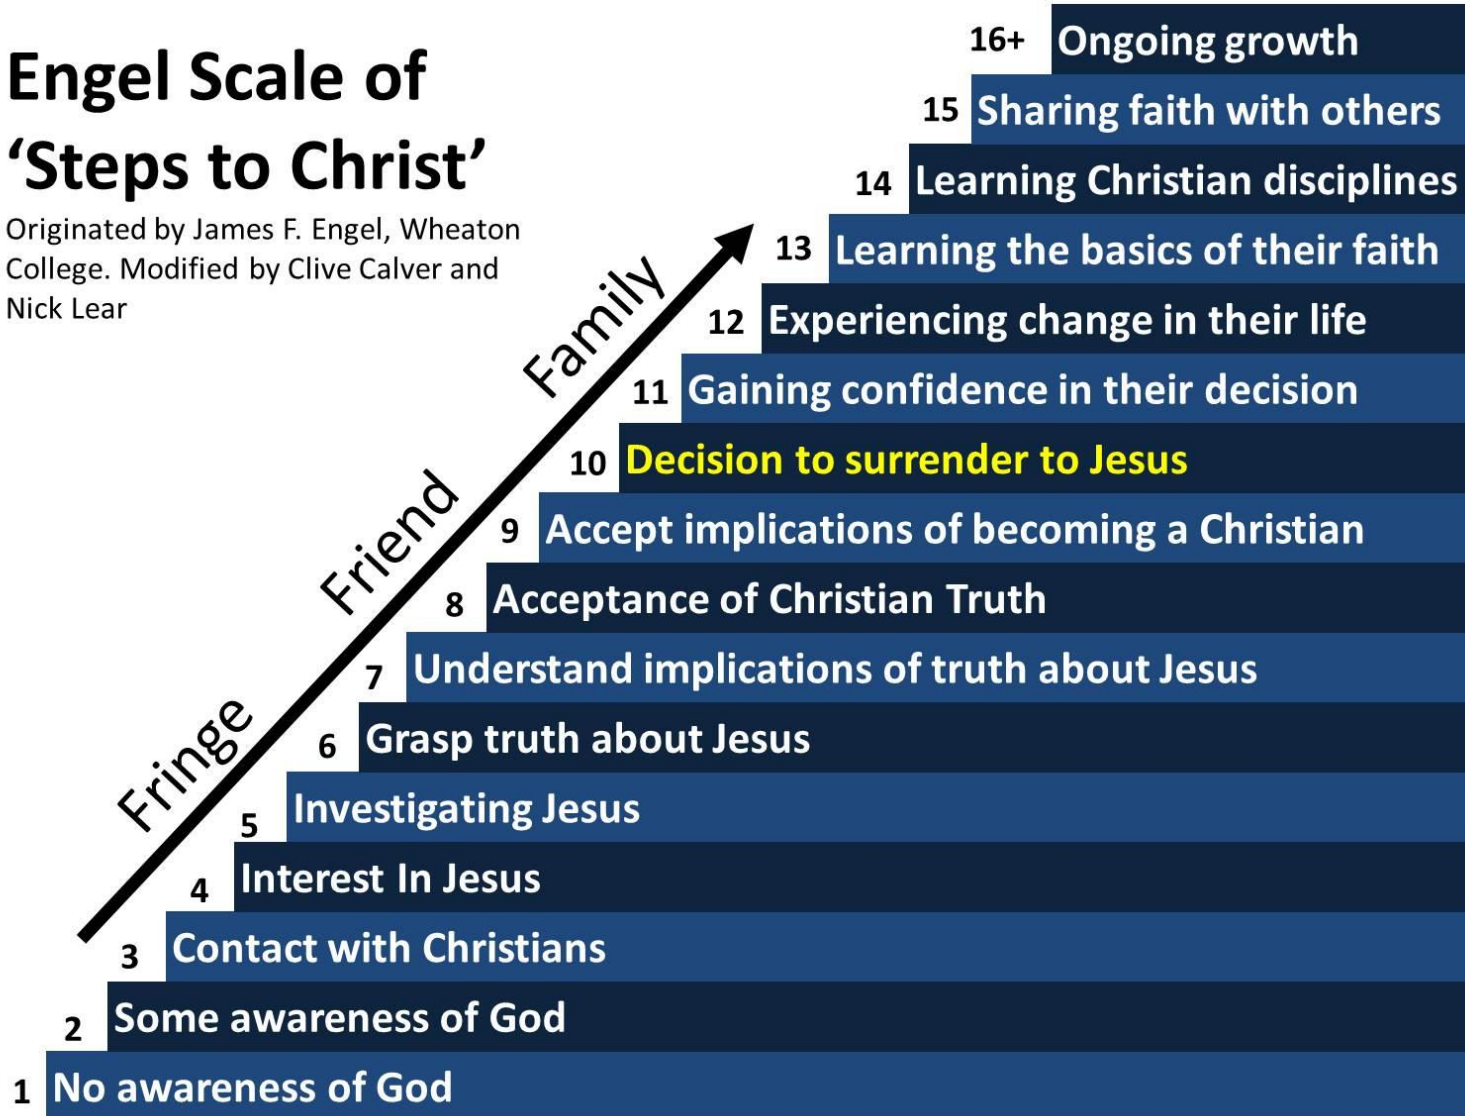 Engel Scale of
‘Steps to Christ’
Originated by James F. Engel, Wheaton
College. Modified by Clive Calver and
Nick Lear
16+ Ongoing growth
15 Sharing faith with others
14 Learning Christian disciplines
13 Learning the basics of their faith
12 Experiencing change in their life
11 Gaining confidence in their decision
10 Decision to surrender to Jesus
9 Accept implications of becoming a Christian
8 Acceptance of Christian Truth
7 Understand implications of truth about Jesus
6 Grasp truth about Jesus
5 Investigating Jesus
4 Interest In Jesus
3 Contact with Christians
2 Some awareness of God
1 No awareness of God
Family
Friend
Fringe